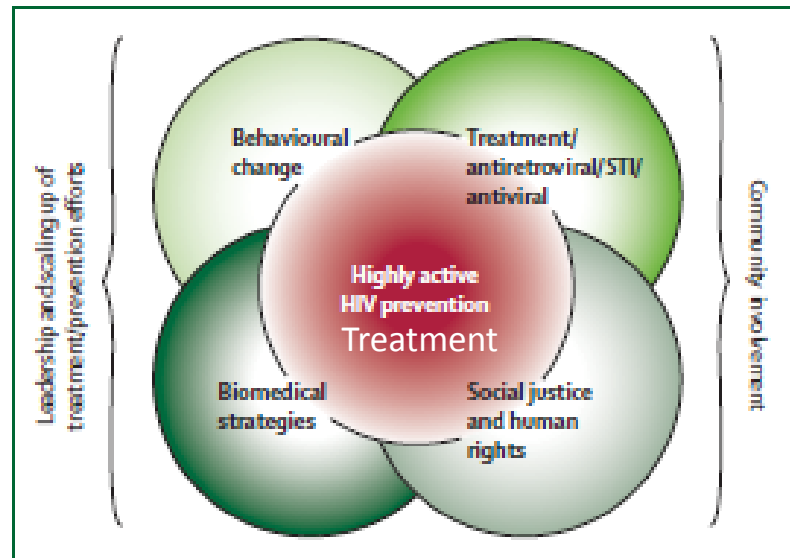 Leadership and scaling up of
treatment/prevention efforts
Behavioural
change
Treatment/
antiretroviral/STI/
antiviral
Highly active
HIV prevention
Treatment
Biomedical
strategies
Social justice
and human
rights
Community involvement